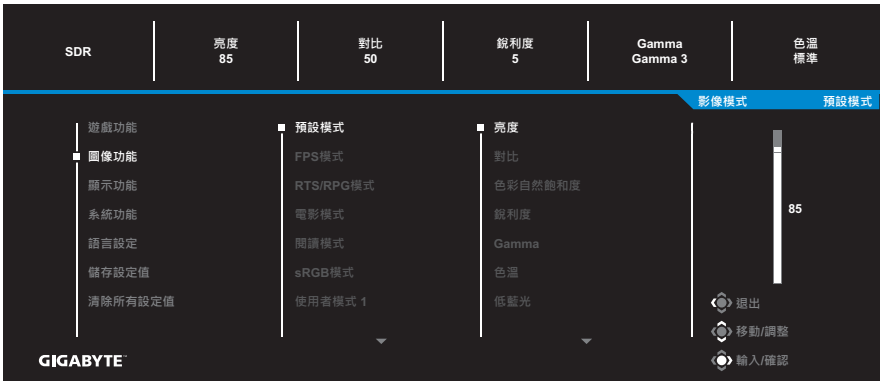 SDR
亮度
85
對比
50
銳利度
5
Gamma
Gamma 3
色溫
標準
影像模式 預設模式
遊戲功能 預設模式 亮度
圖像功能 FPS模式 對比
顯示功能 RTS/RPG模式 色彩自然飽和度
系統功能 電影模式 銳利度
85
語言設定 閱讀模式 Gamma
儲存設定值 sRGB模式 色溫
清除所有設定值 使用者模式 1 低藍光
退出
移動/調整
GIGABYTE™
輸入/確認